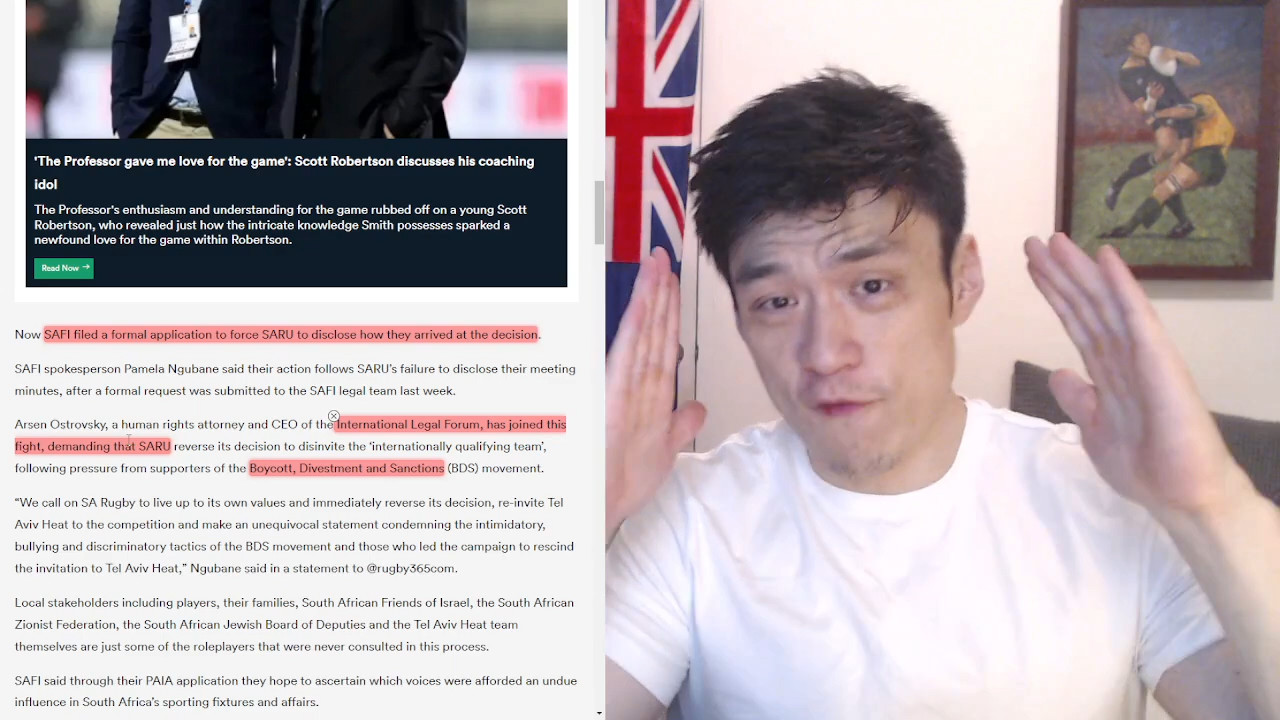 'The Professor gave me love for the game': Scott Robertson discusses his coaching
idol
The Professor's enthusiasm and understanding for the game rubbed off on a young Scott
Robertson, who revealed just how the intricate knowledge Smith possesses sparked a
newfound love for the game within Robertson.
Read Now →
Now SAFI filed a formal application to force SARU to disclose how they arrived at the decision.
SAFI spokesperson Pamela Ngubane said their action follows SARU's failure to disclose their meeting
minutes, after a formal request was submitted to the SAFI legal team last week.
Arsen Ostrovsky, a human rights attorney and CEO of the International Legal Forum, has joined this
fight, demanding that SARU reverse its decision to disinvite the 'internationally qualifying team',
following pressure from supporters of the Boycott, Divestment and Sanctions (BDS) movement.
“We call on SA Rugby to live up to its own values and immediately reverse its decision, re-invite Tel
Aviv Heat to the competition and make an unequivocal statement condemning the intimidatory,
bullying and discriminatory tactics of the BDS movement and those who led the campaign to rescind
the invitation to Tel Aviv Heat,” Ngubane said in a statement to @rugby365com.
Local stakeholders including players, their families, South African Friends of Israel, the South African
Zionist Federation, the South African Jewish Board of Deputies and the Tel Aviv Heat team
themselves are just some of the roleplayers that were never consulted in this process.
SAFI said through their PAIA application they hope to ascertain which voices were afforded an undue
influence in South Africa's sporting fixtures and affairs.